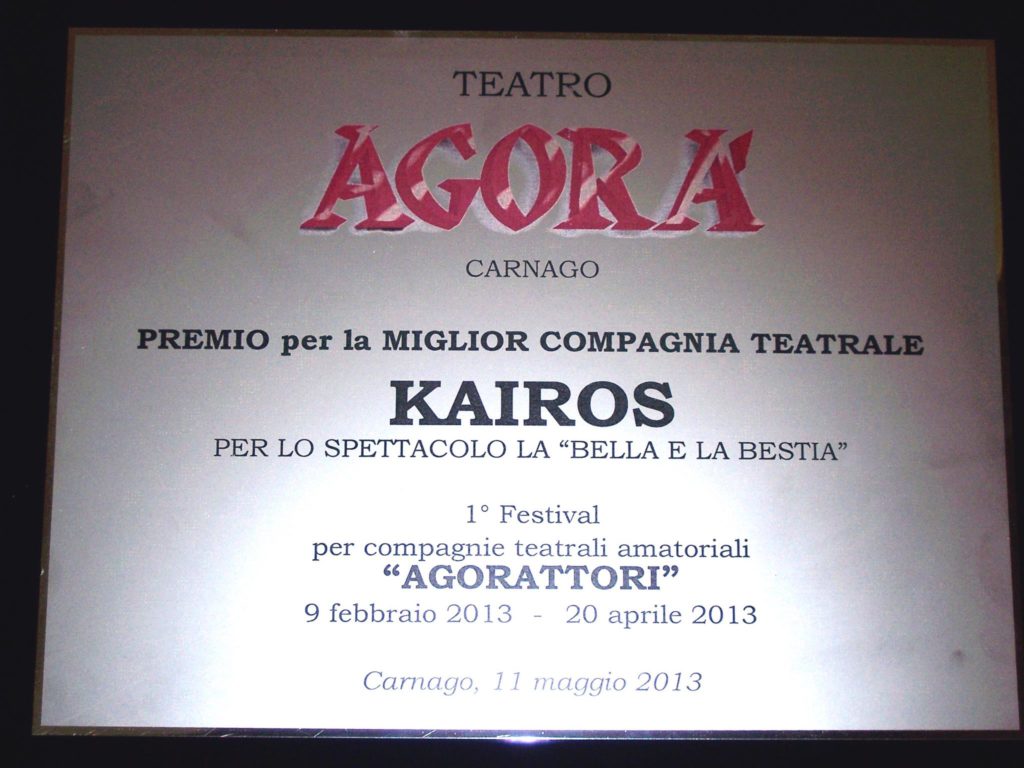 TEATRO
AGORA'
CARNAGO
PREMIO per la MIGLIOR COMPAGNIA TEATRALE
KAIROS
PER LO SPETTACOLO LA “BELLA E LA BESTIA”
1° Festival
per compagnie teatrali amatoriali
“AGORATTORI”
9 febbraio 2013 - 20 aprile 2013
Carnago, 11 maggio 2013